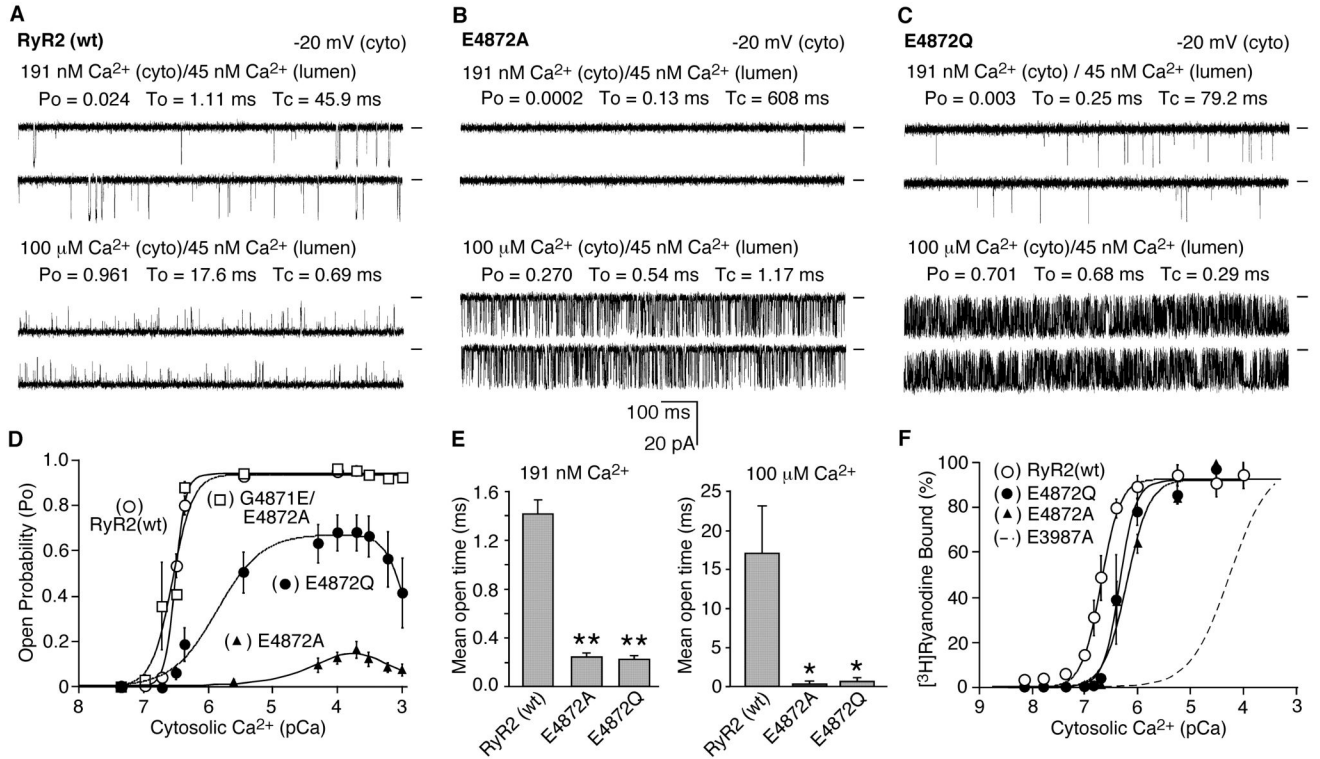 A
RyR2 (wt)
-20 mV (cyto)
191 nM Ca2+ (cyto)/45 nM Ca2+ (lumen)
Po = 0.024 To = 1.11 ms Tc = 45.9 ms
100 µM Ca2+ (cyto)/45 nM Ca2+ (lumen)
Po = 0.961 To = 17.6 ms Tc = 0.69 ms
B
E4872A
-20 mV (cyto)
191 nM Ca2+ (cyto)/45 nM Ca2+ (lumen)
Po = 0.0002 To = 0.13 ms Tc = 608 ms
100 µM Ca2+ (cyto)/45 nM Ca2+ (lumen)
Po = 0.270 To = 0.54 ms Tc = 1.17 ms
C
E4872Q
-20 mV (cyto)
191 nM Ca2+ (cyto) / 45 nM Ca2+ (lumen)
Po = 0.003 To = 0.25 ms Tc = 79.2 ms
100 µM Ca2+ (cyto)/45 nM Ca2+ (lumen)
Po = 0.701 To = 0.68 ms Tc = 0.29 ms
100 ms
20 pA
D
Open Probability (Po)
1.0
0.8
0.6
0.4
0.2
0
(○)
RyR2(wt)
(□) G4871E/
E4872A
(●) E4872Q
(▲) E4872A
8 7 6 5 4 3
Cytosolic Ca2+ (pCa)
E
191 nM Ca2+
Mean open time (ms)
1.6
1.2
0.8
0.4
0.0
** **
RyR2 (wt)
E4872A
E4872Q
100 µM Ca2+
Mean open time (ms)
25
20
15
10
5
0
* *
RyR2 (wt)
E4872A
E4872Q
F
[3H]Ryanodine Bound (%)
100
80
60
40
20
0
(○) RyR2(wt)
(●) E4872Q
(▲) E4872A
(--) E3987A
9 8 7 6 5 4 3
Cytosolic Ca2+ (pCa)